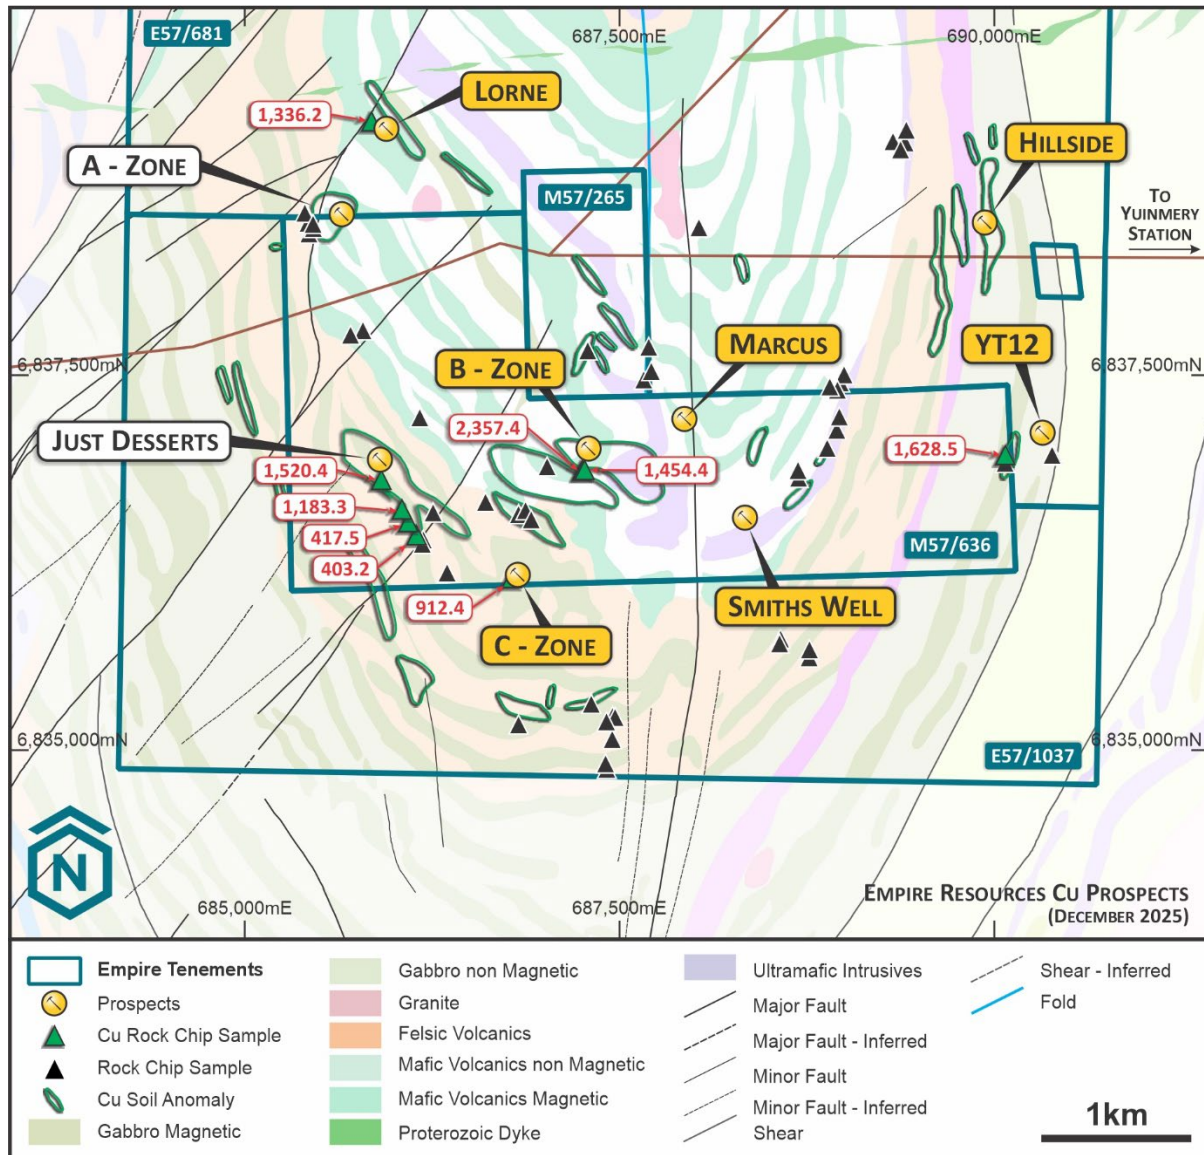 E57/681
687,500mE
690,000mE
LORNE
1,336.2
A - ZONE
HILLSIDE
M57/265
TO
YUINMERY
STATION
MARCUS
YT12
B - ZONE
6,837,500mN
6,837,500mN
JUST DESSERTS
2,357.4
1,454.4
1,628.5
1,520.4
1,183.3
417.5
403.2
M57/636
912.4
C - ZONE
SMITHS WELL
6,835,000mN
6,835,000mN
E57/1037
N
685,000mE
687,500mE
EMPIRE RESOURCES CU PROSPECTS
(DECEMBER 2025)
Empire Tenements
Prospects
Cu Rock Chip Sample
Rock Chip Sample
Cu Soil Anomaly
Gabbro Magnetic
Gabbro non Magnetic
Granite
Felsic Volcanics
Mafic Volcanics non Magnetic
Mafic Volcanics Magnetic
Proterozoic Dyke
Ultramafic Intrusives
Major Fault
Major Fault - Inferred
Minor Fault
Minor Fault - Inferred
Shear
Shear - Inferred
Fold
1km